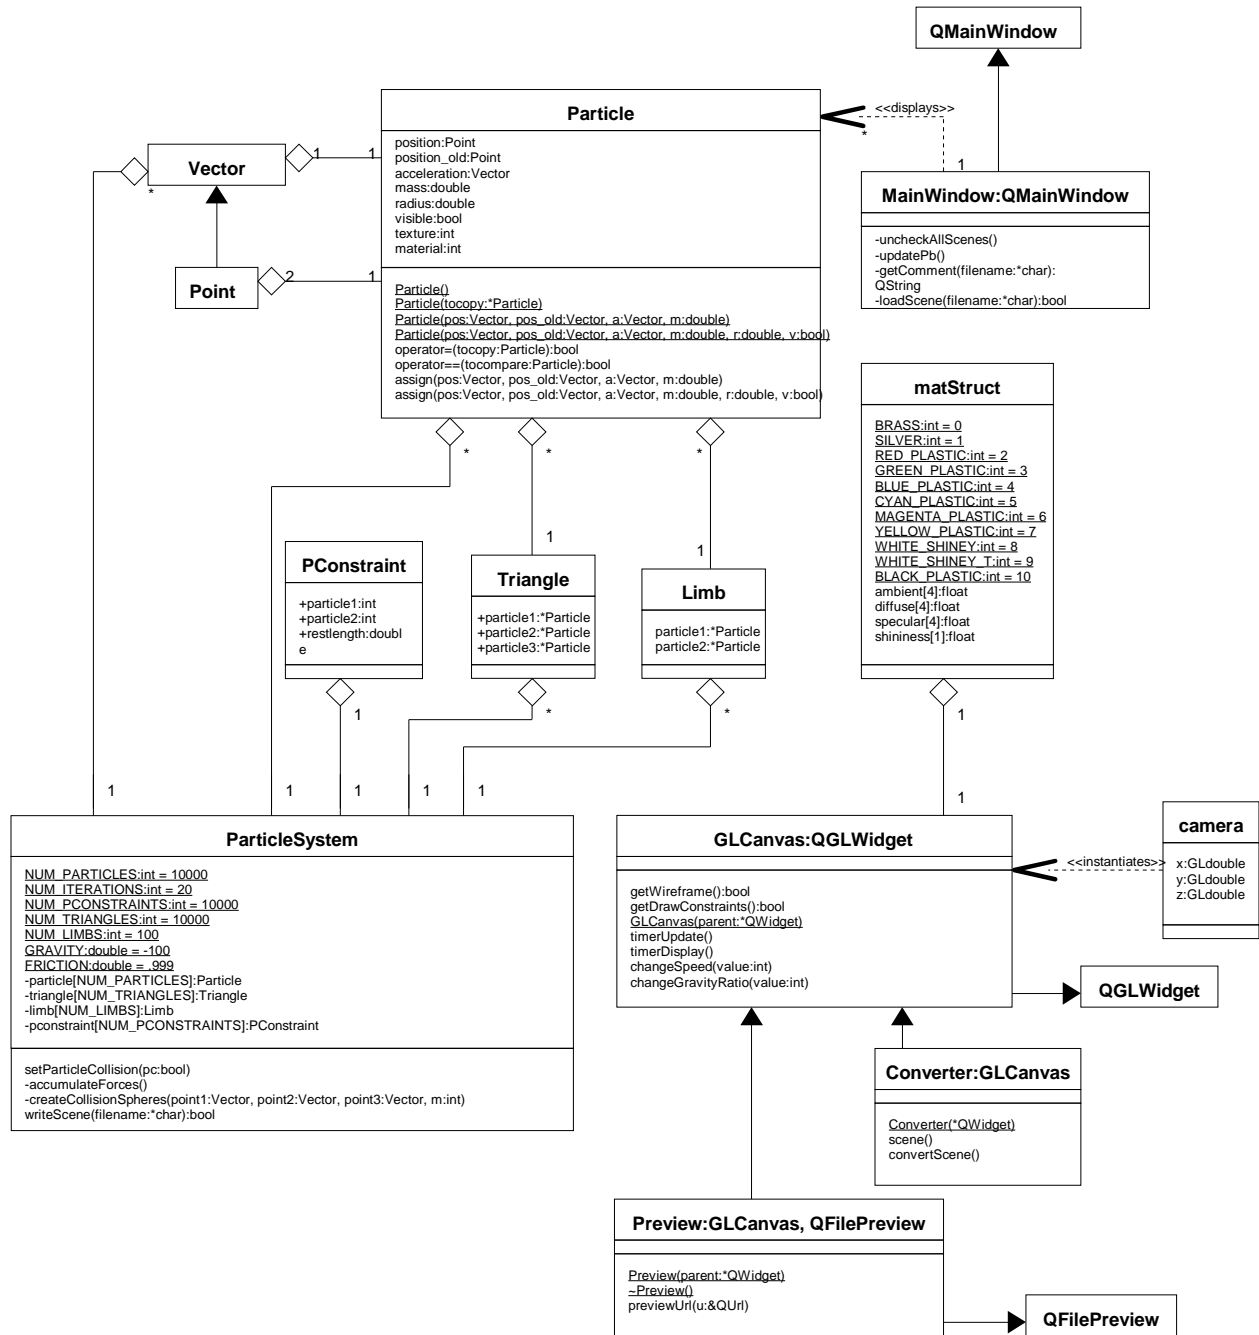 QMainWindow
Particle
position:Point
position_old:Point
acceleration:Vector
mass:double
radius:double
visible:bool
texture:int
material:int
Particle()
Particle(tocopy:*Particle)
Particle(pos:Vector, pos_old:Vector, a:Vector, m:double)
Particle(pos:Vector, pos_old:Vector, a:Vector, m:double, r:double, v:bool)
operator=(tocopy:Particle):bool
operator==(tocompare:Particle):bool
assign(pos:Vector, pos_old:Vector, a:Vector, m:double)
assign(pos:Vector, pos_old:Vector, a:Vector, m:double, r:double, v:bool)
<<displays>>
*
1
Vector
1
1
*
Point
2
1
MainWindow:QMainWindow
-uncheckAllScenes()
-updatePb()
-getComment(filename:*char):
QString
-loadScene(filename:*char):bool
matStruct
BRASS:int = 0
SILVER:int = 1
RED_PLASTIC:int = 2
GREEN_PLASTIC:int = 3
BLUE_PLASTIC:int = 4
CYAN_PLASTIC:int = 5
MAGENTA_PLASTIC:int = 6
YELLOW_PLASTIC:int = 7
WHITE_SHINEY:int = 8
WHITE_SHINEY_T:int = 9
BLACK_PLASTIC:int = 10
ambient[4]:float
diffuse[4]:float
specular[4]:float
shininess[1]:float
*
*
*
1
1
PConstraint
+particle1:int
+particle2:int
+restlength:doubl
e
Triangle
+particle1:*Particle
+particle2:*Particle
+particle3:*Particle
Limb
particle1:*Particle
particle2:*Particle
1
*
*
1
1
1
1
1
1
1
ParticleSystem
NUM_PARTICLES:int = 10000
NUM_ITERATIONS:int = 20
NUM_PCONSTRAINTS:int = 10000
NUM_TRIANGLES:int = 10000
NUM_LIMBS:int = 100
GRAVITY:double = -100
FRICTION:double = .999
-particle[NUM_PARTICLES]:Particle
-triangle[NUM_TRIANGLES]:Triangle
-limb[NUM_LIMBS]:Limb
-pconstraint[NUM_PCONSTRAINTS]:PConstraint
setParticleCollision(pc:bool)
-accumulateForces()
-createCollisionSpheres(point1:Vector, point2:Vector, point3:Vector, m:int)
writeScene(filename:*char):bool
GLCanvas:QGLWidget
getWireframe():bool
getDrawConstraints():bool
GLCanvas(parent:*QWidget)
timerUpdate()
timerDisplay()
changeSpeed(value:int)
changeGravityRatio(value:int)
<<instantiates>>
camera
x:GLdouble
y:GLdouble
z:GLdouble
QGLWidget
Converter:GLCanvas
Converter(*QWidget)
scene()
convertScene()
Preview:GLCanvas, QFilePreview
Preview(parent:*QWidget)
~Preview()
previewUrl(u:&QUrl)
QFilePreview